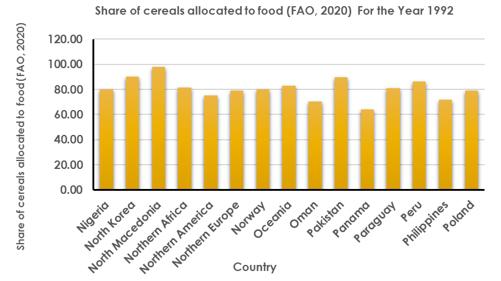 Share of cereals allocated to food (FAO, 2020)  For the Year 1992
Share of cereals allocated to food (FAO, 2020)
120.00
100.00
80.00
60.00
40.00
20.00
0.00
Nigeria
North Korea
North Macedonia
Northern Africa
Northern America
Northern Europe
Norway
Oceania
Oman
Pakistan
Panama
Paraguay
Peru
Philippines
Poland
Country